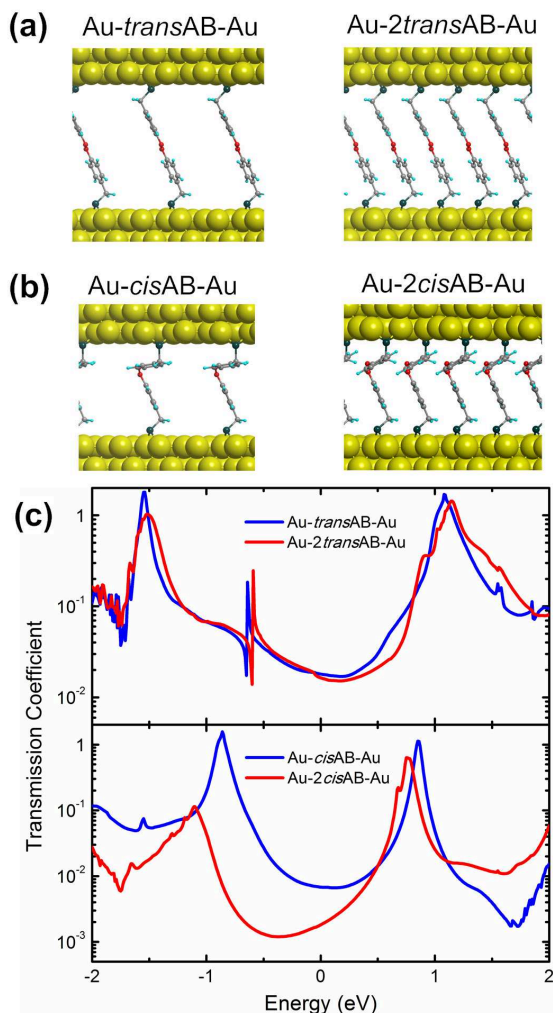 (a) Au-transAB-Au Au-2transAB-Au
(b) Au-cisAB-Au Au-2cisAB-Au
(c)
Transmission Coefficient
1
10⁻¹
10⁻²
Au-transAB-Au
Au-2transAB-Au
1
10⁻¹
10⁻²
10⁻³
Au-cisAB-Au
Au-2cisAB-Au
-2 -1 0 1 2
Energy (eV)